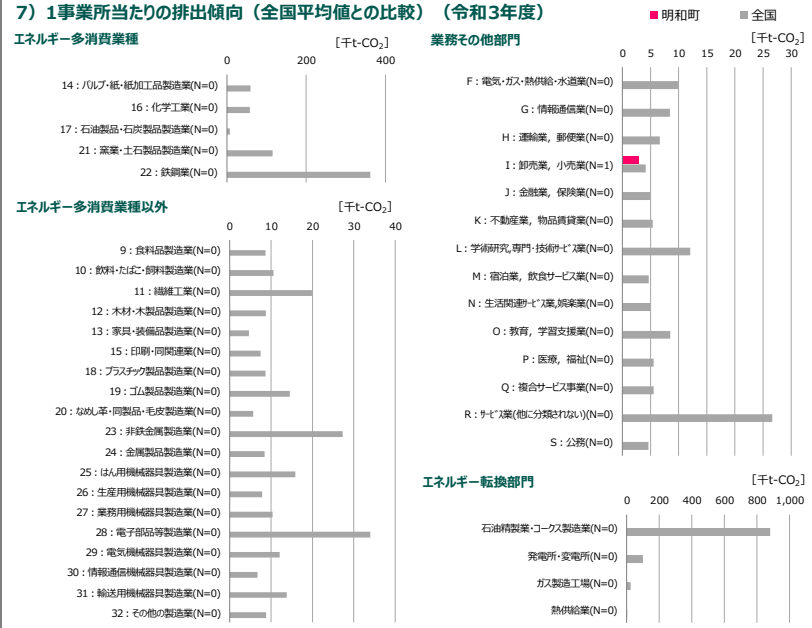 7）1事業所当たりの排出傾向（全国平均値との比較）（令和3年度）
明和町 全国
エネルギー多消費業種
[千t-CO₂]
0 200 400
14：パルプ・紙・紙加工品製造業(N=0)
16：化学工業(N=0)
17：石油製品・石炭製品製造業(N=0)
21：窯業・土石製品製造業(N=0)
22：鉄鋼業(N=0)
エネルギー多消費業種以外
[千t-CO₂]
0 10 20 30 40
9：食料品製造業(N=0)
10：飲料・たばこ・飼料製造業(N=0)
11：繊維工業(N=0)
12：木材・木製品製造業(N=0)
13：家具・装備品製造業(N=0)
15：印刷・同関連業(N=0)
18：プラスチック製品製造業(N=0)
19：ゴム製品製造業(N=0)
20：なめし革・同製品・毛皮製造業(N=0)
23：非鉄金属製造業(N=0)
24：金属製品製造業(N=0)
25：はん用機械器具製造業(N=0)
26：生産用機械器具製造業(N=0)
27：業務用機械器具製造業(N=0)
28：電子部品等製造業(N=0)
29：電気機械器具製造業(N=0)
30：情報通信機械器具製造業(N=0)
31：輸送用機械器具製造業(N=0)
32：その他の製造業(N=0)
業務その他部門
[千t-CO₂]
0 5 10 15 20 25 30
F：電気・ガス・熱供給・水道業(N=0)
G：情報通信業(N=0)
H：運輸業，郵便業(N=0)
I：卸売業，小売業(N=1)
J：金融業，保険業(N=0)
K：不動産業，物品賃貸業(N=0)
L：学術研究,専門・技術サービス業(N=0)
M：宿泊業，飲食サービス業(N=0)
N：生活関連サービス業,娯楽業(N=0)
O：教育，学習支援業(N=0)
P：医療，福祉(N=0)
Q：複合サービス事業(N=0)
R：サービス業(他に分類されない)(N=0)
S：公務(N=0)
エネルギー転換部門
[千t-CO₂]
0 200 400 600 800 1,000
石油精製業・コークス製造業(N=0)
発電所・変電所(N=0)
ガス製造工場(N=0)
熱供給業(N=0)